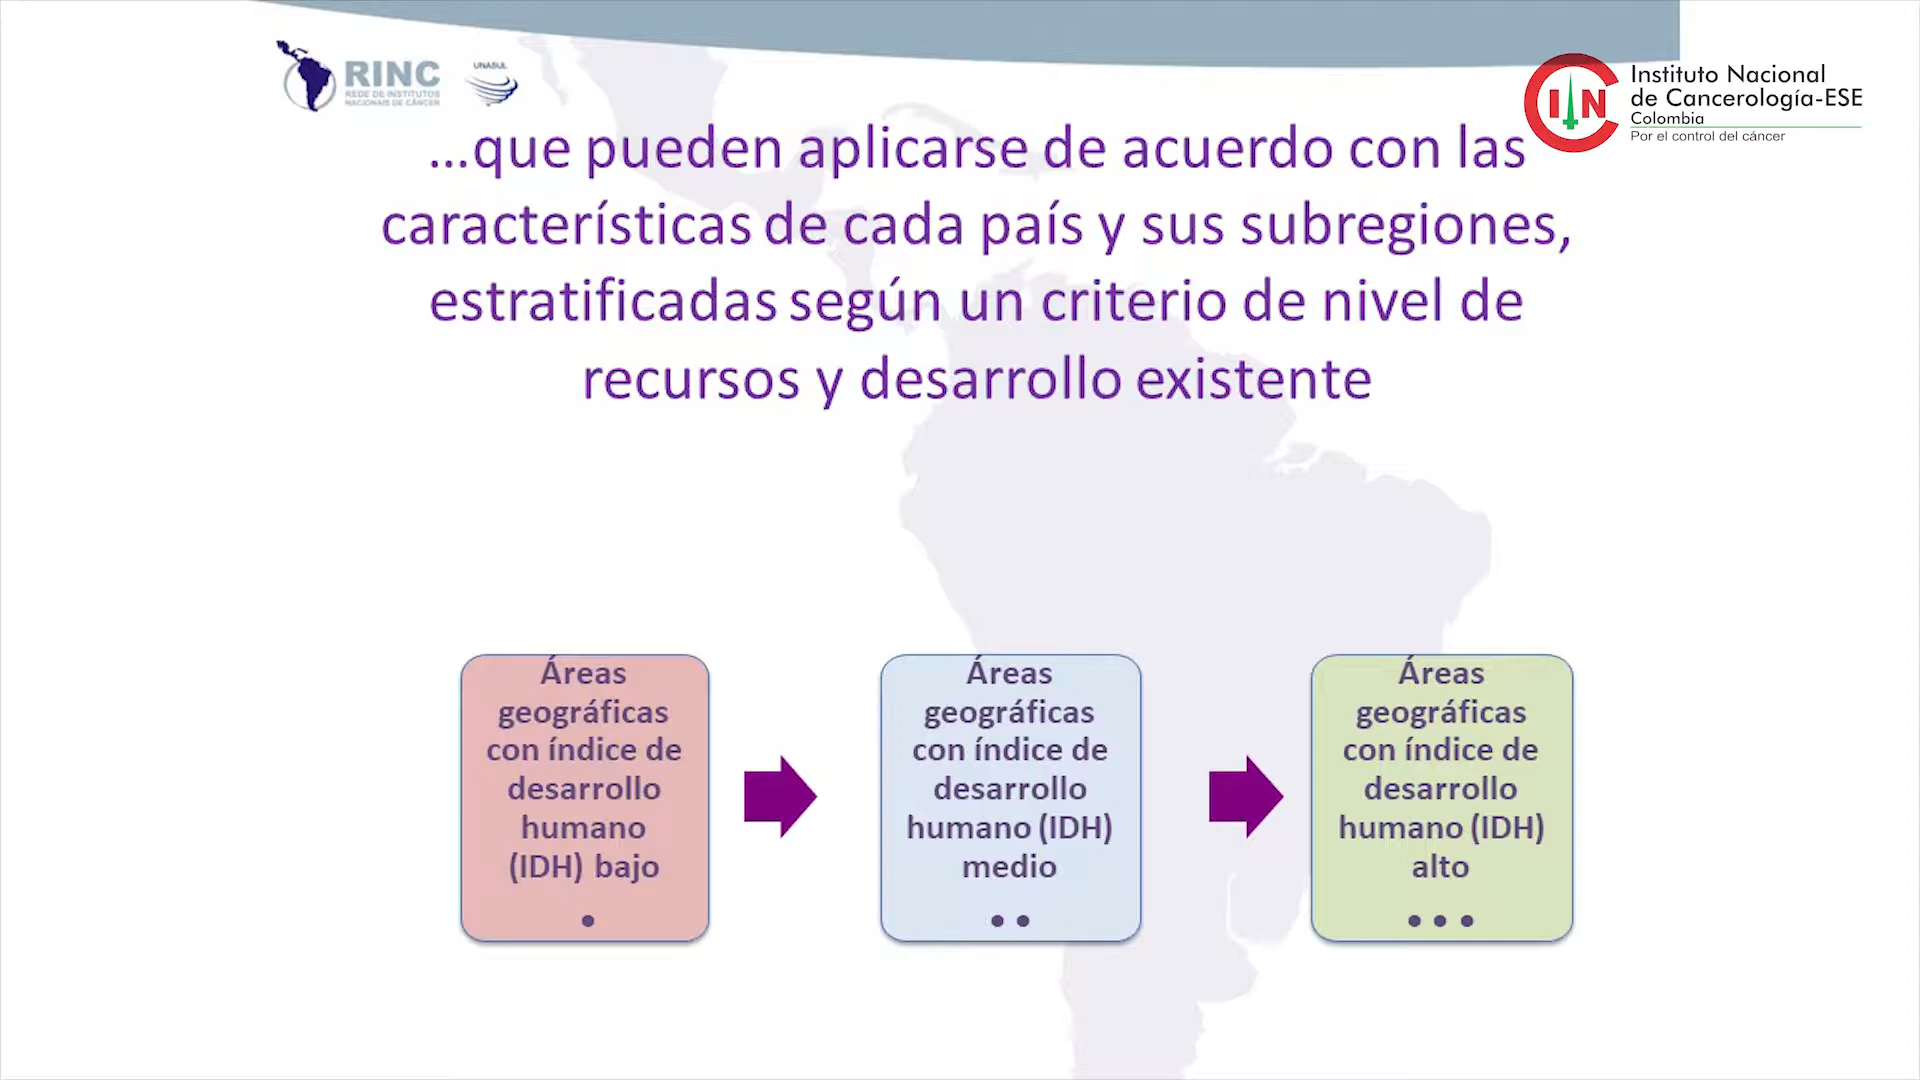 RINC
REDE DE INSTITUTOS
NACIONAIS DE CÂNCER
UNASUL
Instituto Nacional
de Cancerología-ESE
Colombia
Por el control del cáncer
...que pueden aplicarse de acuerdo con las
características de cada país y sus subregiones,
estratificadas según un criterio de nivel de
recursos y desarrollo existente
Áreas
geográficas
con índice de
desarrollo
humano
(IDH) bajo
•
Áreas
geográficas
con índice de
desarrollo
humano (IDH)
medio
• •
Áreas
geográficas
con índice de
desarrollo
humano (IDH)
alto
• • •